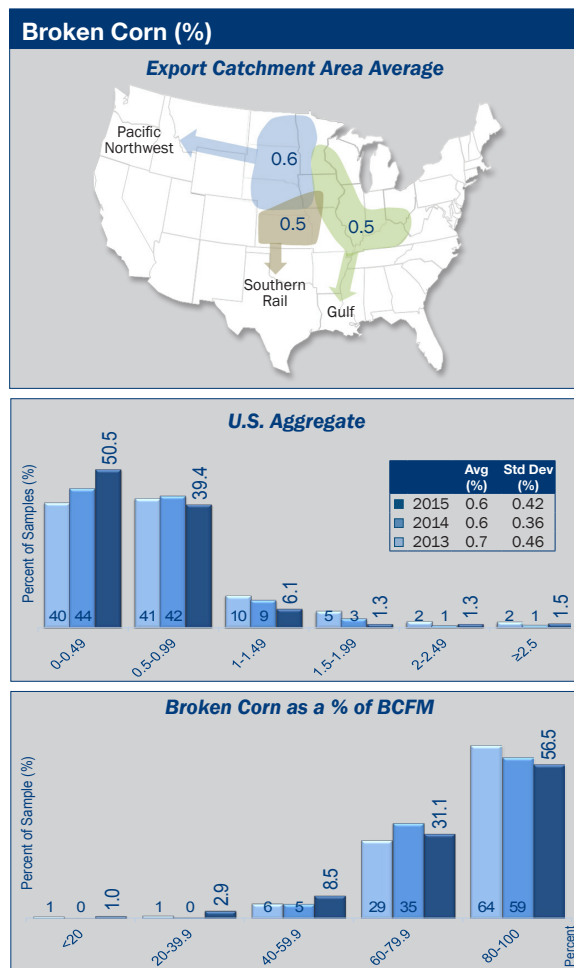 Broken Corn (%)
Export Catchment Area Average
Pacific
Northwest
0.6
0.5
0.5
Southern
Rail
Gulf
U.S. Aggregate
Percent of Samples (%)
40 44 50.5
41 42 39.4
10 9 6.1
5 3 1.3
2 1 1.3
2 1 1.5
Avg Std Dev
(%) (%)
2015 0.6 0.42
2014 0.6 0.36
2013 0.7 0.46
0-0.49 0.5-0.99 1-1.49 1.5-1.99 2-2.49 ≥2.5
Broken Corn as a % of BCFM
Percent of Sample (%)
1 0 1.0
1 0 2.9
6 5 8.5
29 35 31.1
64 59 56.5
<20 20-39.9 40-59.9 60-79.9 80-100
Percent